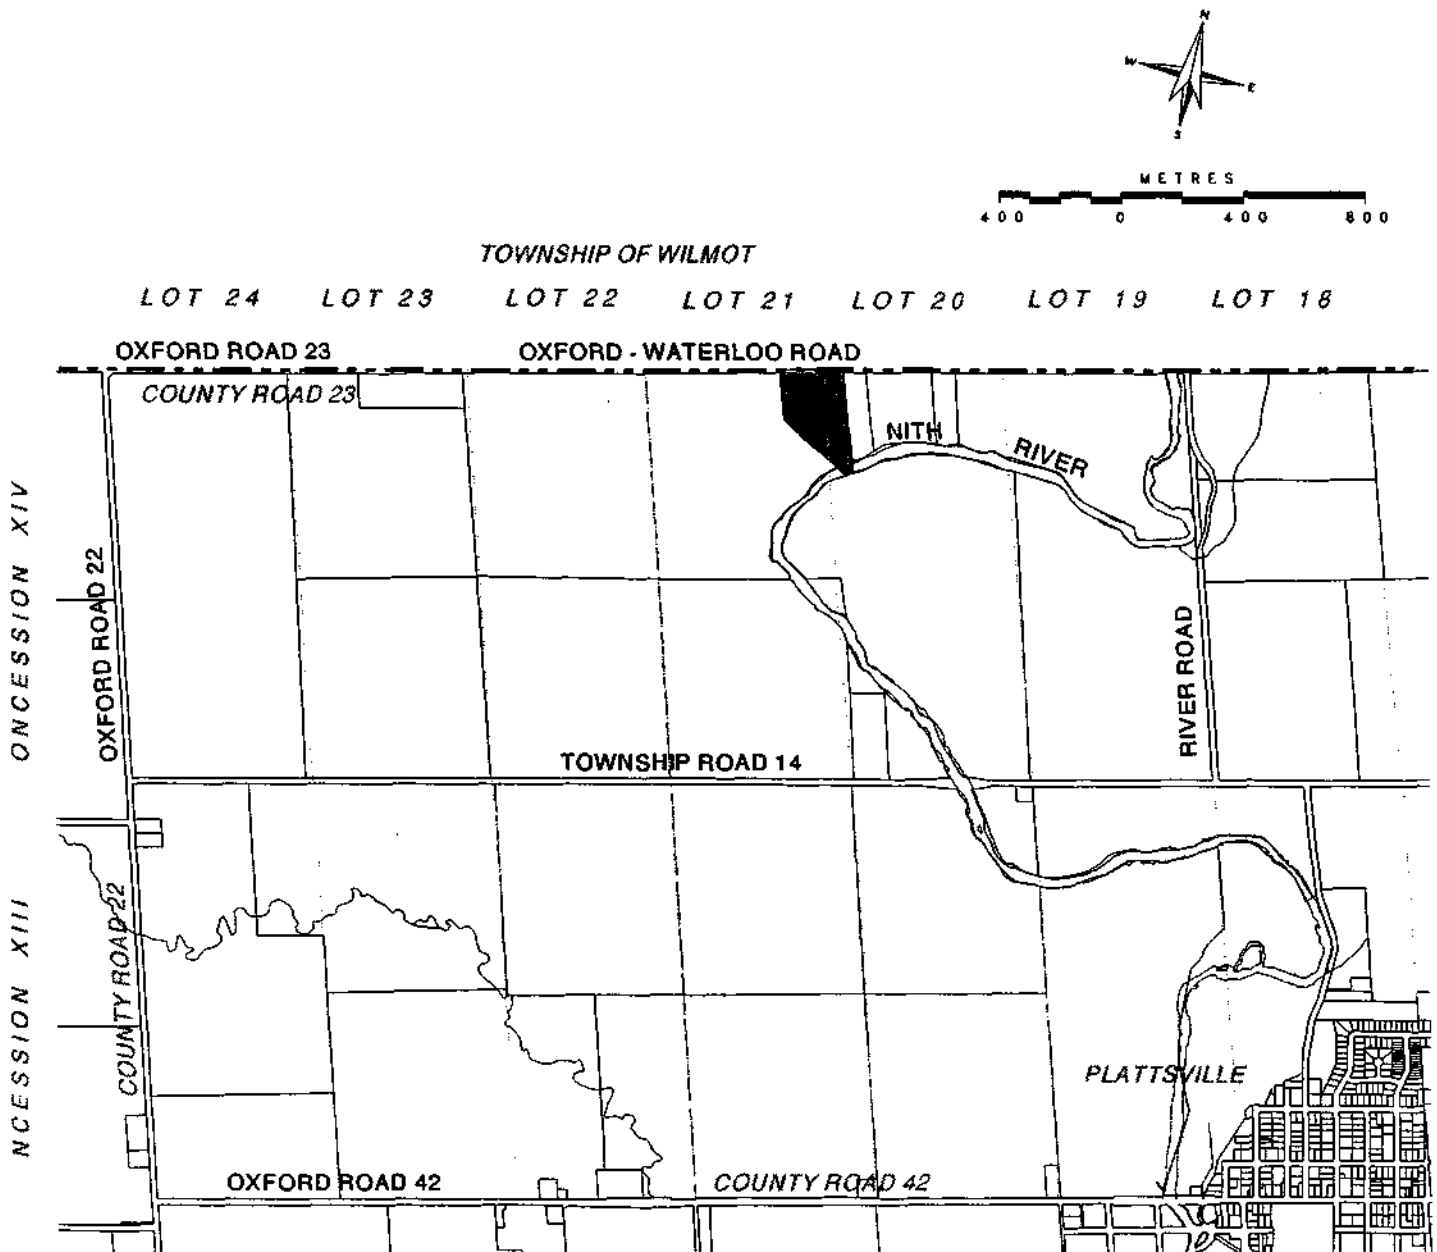 N
W
E
S
METRES
400 0 400 800
TOWNSHIP OF WILMOT
LOT 24 LOT 23 LOT 22 LOT 21 LOT 20 LOT 19 LOT 18
OXFORD ROAD 23 OXFORD - WATERLOO ROAD
COUNTY ROAD 23
NITH
RIVER
ONCESSION XIV
OXFORD ROAD 22
RIVER ROAD
TOWNSHIP ROAD 14
NCESSION XIII
COUNTY ROAD 22
PLATTSVILLE
OXFORD ROAD 42 COUNTY ROAD 42